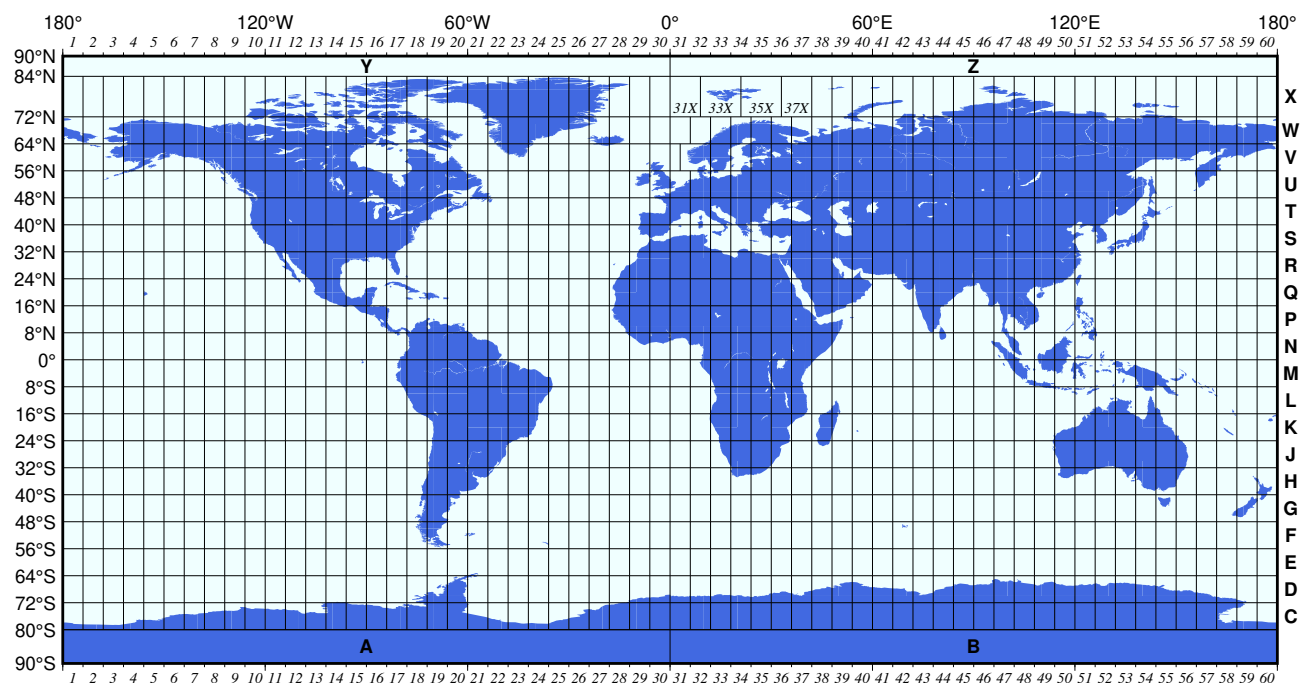 180° 120°W 60°W 0° 60°E 120°E 180°
1 2 3 4 5 6 7 8 9 10 11 12 13 14 15 16 17 18 19 20 21 22 23 24 25 26 27 28 29 30 31 32 33 34 35 36 37 38 39 40 41 42 43 44 45 46 47 48 49 50 51 52 53 54 55 56 57 58 59 60
90°N
Y Z
84°N
X
31X 33X 35X 37X
72°N
W
64°N
V
56°N
U
48°N
T
40°N
S
32°N
R
24°N
Q
16°N
P
8°N
N
0°
M
8°S
L
16°S
K
24°S
J
32°S
H
40°S
G
48°S
F
56°S
E
64°S
D
72°S
C
80°S
A B
90°S
1 2 3 4 5 6 7 8 9 10 11 12 13 14 15 16 17 18 19 20 21 22 23 24 25 26 27 28 29 30 31 32 33 34 35 36 37 38 39 40 41 42 43 44 45 46 47 48 49 50 51 52 53 54 55 56 57 58 59 60